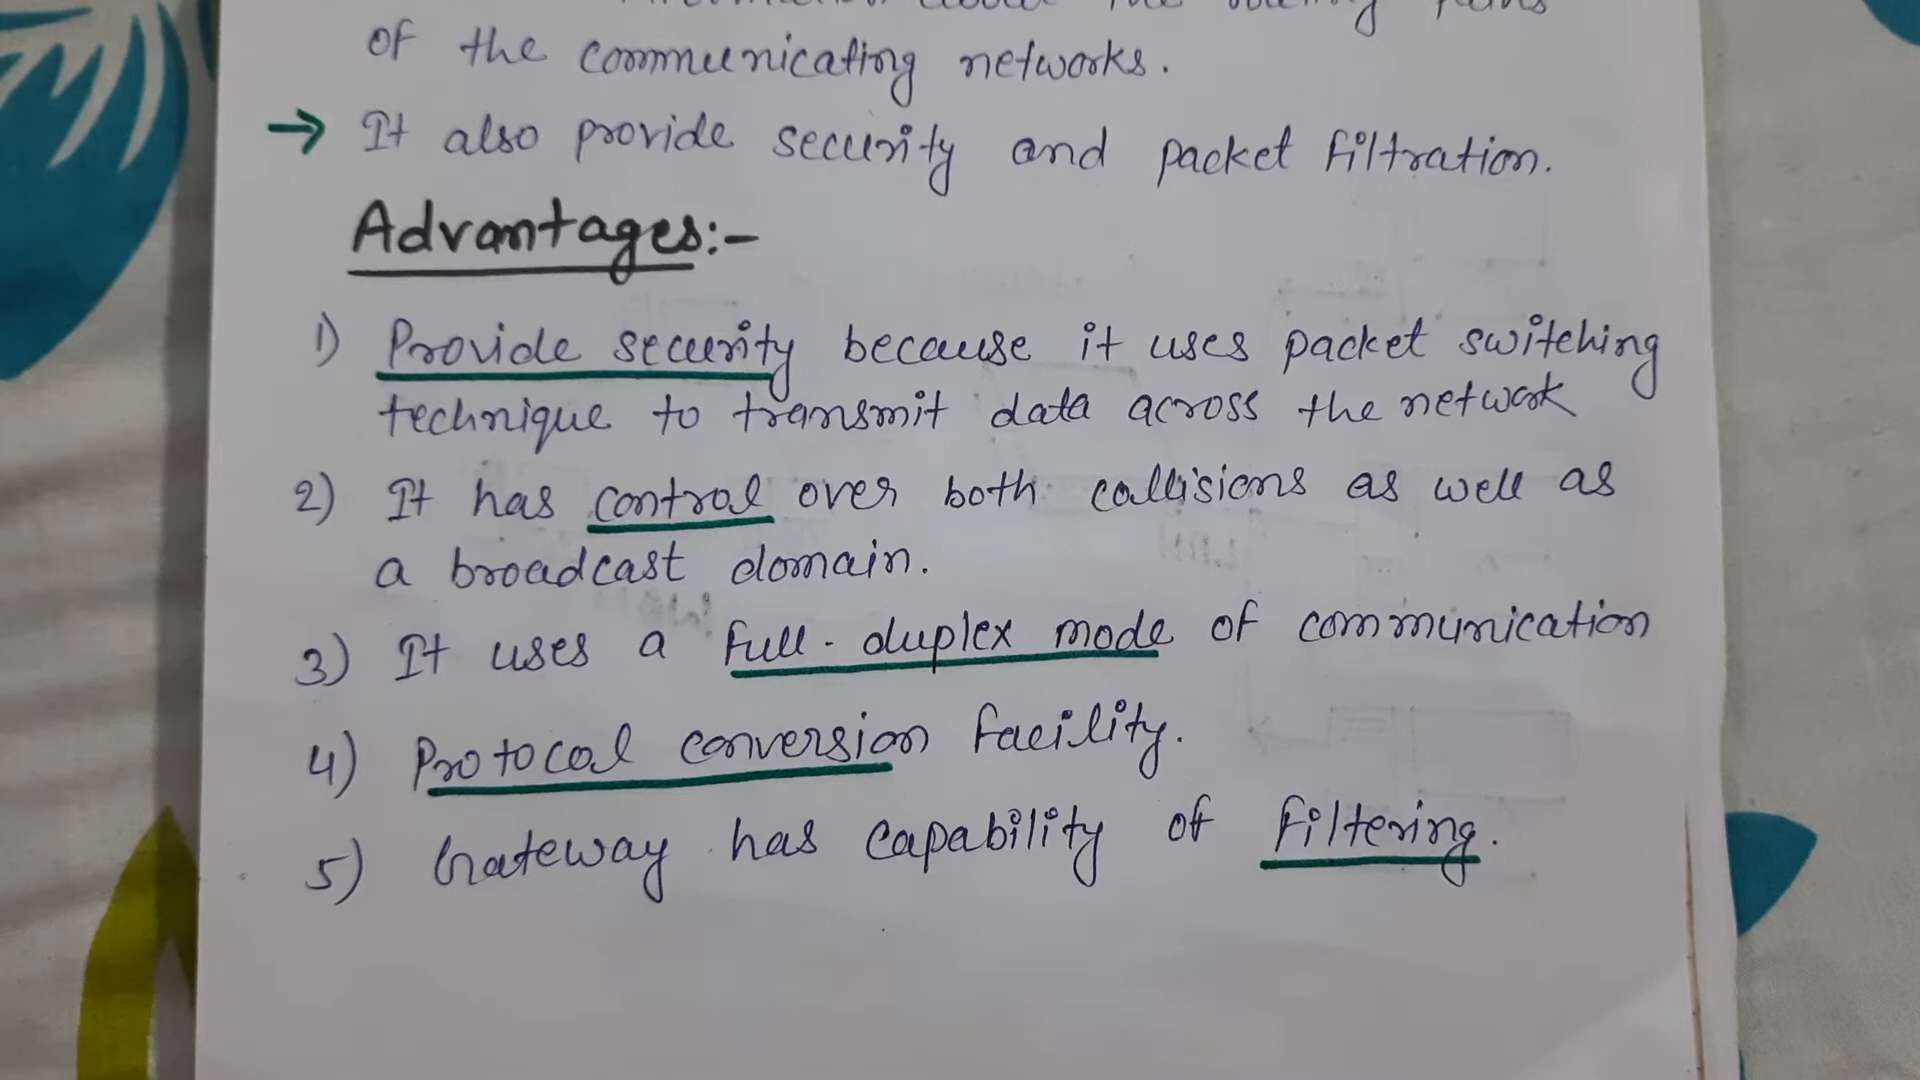 the
of the communicating networks.
→ It also provide security and packet filtration.
Advantages:-
1) Provide security because it uses packet switching
technique to transmit data across the network
2) It has control over both collisions as well as
a broadcast domain.
3) It uses a full-duplex mode of communication
4) Protocol conversion facility.
5) Gateway has capability of filtering.